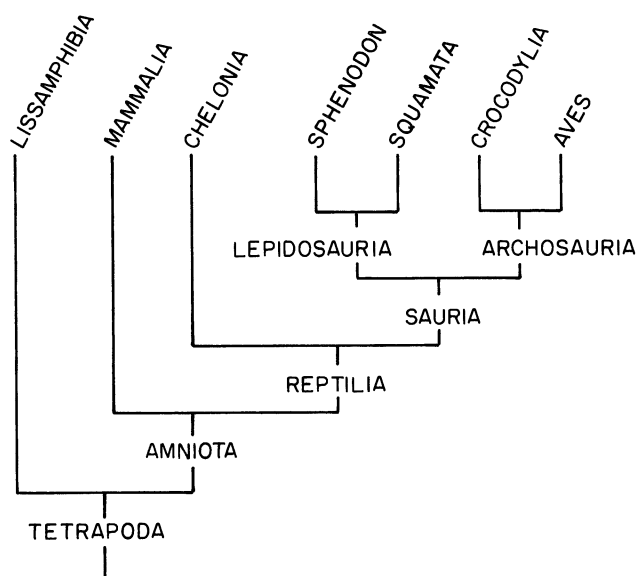 LISSAMPHIBIA
MAMMALIA
CHELONIA
SPHENODON
SQUAMATA
CROCODYLIA
AVES
LEPIDOSAURIA
ARCHOSAURIA
SAURIA
REPTILIA
AMNIOTA
TETRAPODA